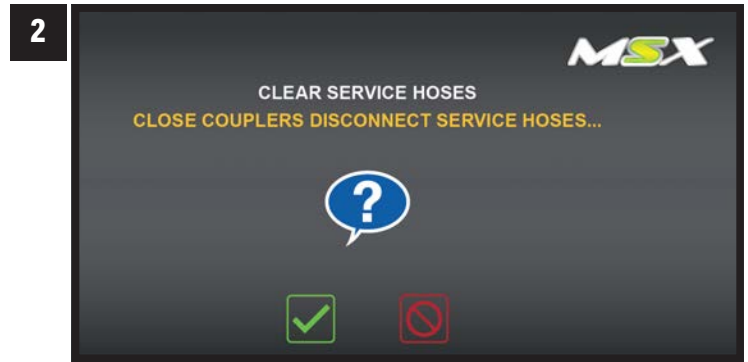 2
MSX
CLEAR SERVICE HOSES
CLOSE COUPLERS DISCONNECT SERVICE HOSES...
?